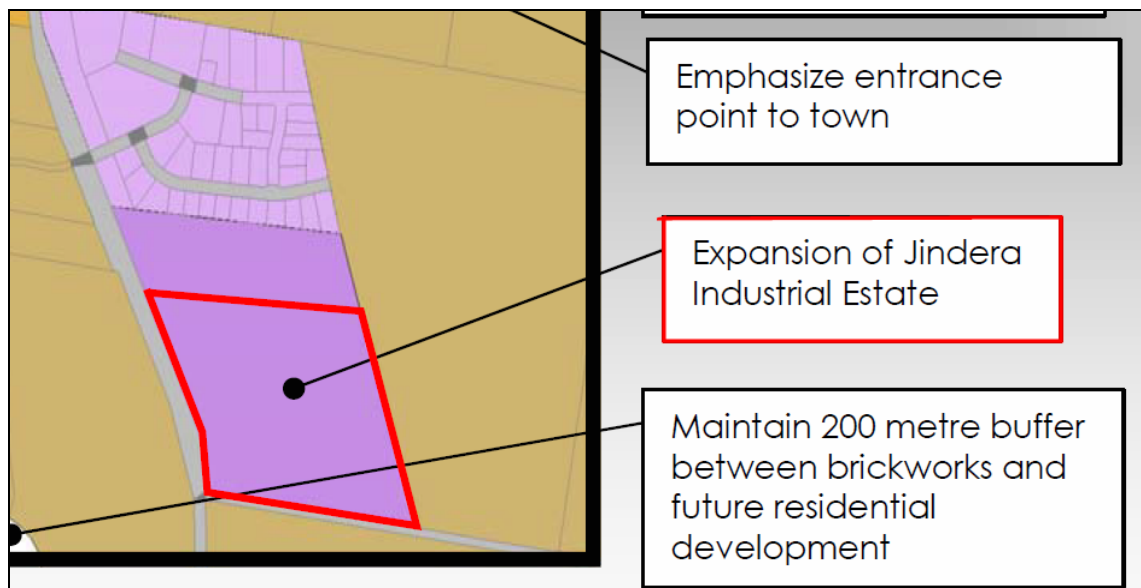 Emphasize entrance
point to town
Expansion of Jindera
Industrial Estate
Maintain 200 metre buffer
between brickworks and
future residential
development